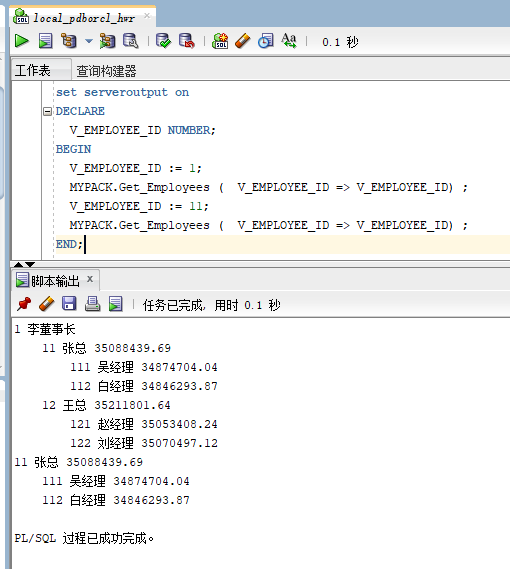 local_pdborcl_hwr
0.1 秒
工作表 查询构建器
set serveroutput on
DECLARE
V_EMPLOYEE_ID NUMBER;
BEGIN
V_EMPLOYEE_ID := 1;
MYPACK.Get_Employees (  V_EMPLOYEE_ID => V_EMPLOYEE_ID) ;
V_EMPLOYEE_ID := 11;
MYPACK.Get_Employees (  V_EMPLOYEE_ID => V_EMPLOYEE_ID) ;
END;
脚本输出 x
任务已完成, 用时 0.1 秒
1 李董事长
11 张总 35088439.69
111 吴经理 34874704.04
112 白经理 34846293.87
12 王总 35211801.64
121 赵经理 35053408.24
122 刘经理 35070497.12
11 张总 35088439.69
111 吴经理 34874704.04
112 白经理 34846293.87
PL/SQL 过程已成功完成。